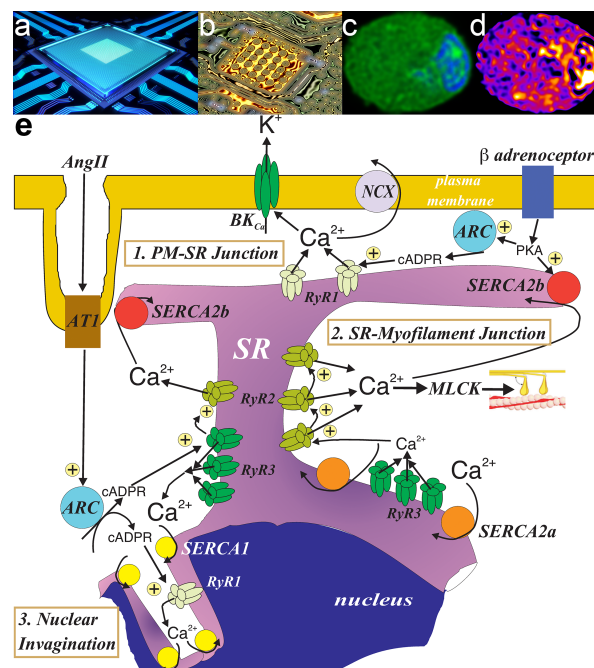 a
b
c
d
e
K+
AngII
β adrenoceptor
NCX
plasma
membrane
BKCa
Ca2+
ARC
+
PKA
1. PM-SR Junction
+
cADPR
+
SERCA2b
RyR1
SERCA2b
AT1
2. SR-Myofilament Junction
SR
Ca2+
+
Ca2+
MLCK
RyR2
+
+
+
Ca2+
RyR3
+
cADPR
Ca2+
Ca2+
ARC
RyR3
SERCA2a
cADPR
SERCA1
+
RyR1
nucleus
3. Nuclear
Invagination
Ca2+